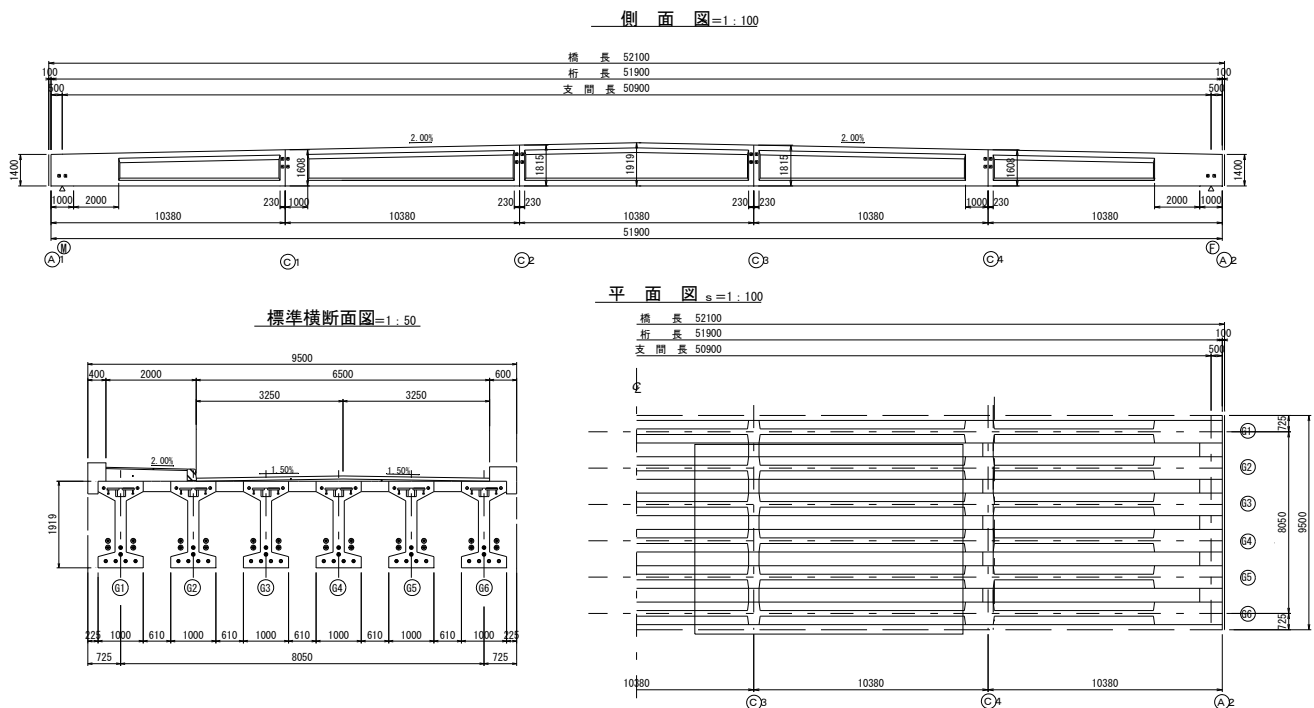 側 面 図=1：100
橋 長 52100
100 桁 長 51900 100
500 支 間 長 50900 500
2.00% 2.00%
1400 1608 1815 1919 1815 1608 1400
1000 2000 230 1000 230 230 230 230 1000 230 2000 1000
10380 10380 10380 10380 10380
51900
M F
A1 C1 C2 C3 C4 A2
標準横断面図=1：50
9500
400 2000 6500 600
3250 3250
2.00% 1.50% 1.50%
1919
G1 G2 G3 G4 G5 G6
225 1000 610 1000 610 1000 610 1000 610 1000 610 1000 225
725 8050 725
平 面 図 s=1：100
橋 長 52100
桁 長 51900 100
支 間 長 50900 500
℄
G1
G2
G3
G4
G5
G6
725 8050 725 9500
10380 10380 10380
C3 C4 A2